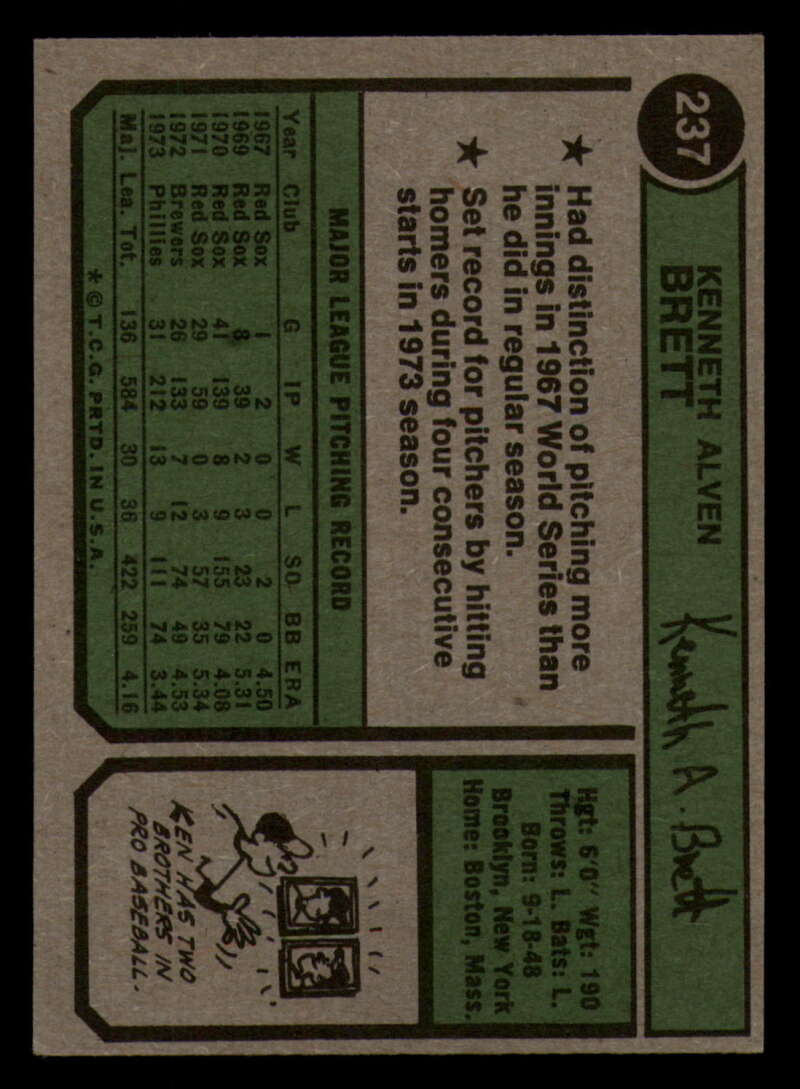 237
KENNETH ALVEN
BRETT
Kenneth A. Brett
★ Had distinction of pitching more
innings in 1967 World Series than
he did in regular season.
★ Set record for pitchers by hitting
homers during four consecutive
starts in 1973 season.
Hgt: 6'0" Wgt: 190
Throws: L. Bats: L.
Born: 9-18-48
Brooklyn, New York
Home: Boston, Mass.
MAJOR LEAGUE PITCHING RECORD
Year Club G IP W L SO BB ERA
1967 Red Sox 1 2 0 0 2 0 4.50
1969 Red Sox 8 39 2 3 23 22 5.31
1970 Red Sox 41 139 8 9 155 79 4.08
1971 Red Sox 29 59 0 3 57 35 5.34
1972 Brewers 26 133 7 12 74 49 4.53
1973 Phillies 31 212 13 9 111 74 3.44
Maj. Lea. Tot. 136 584 30 36 422 259 4.16
* © T.C.G. PRTD. IN U.S.A.
KEN HAS TWO
BROTHERS IN
PRO BASEBALL.